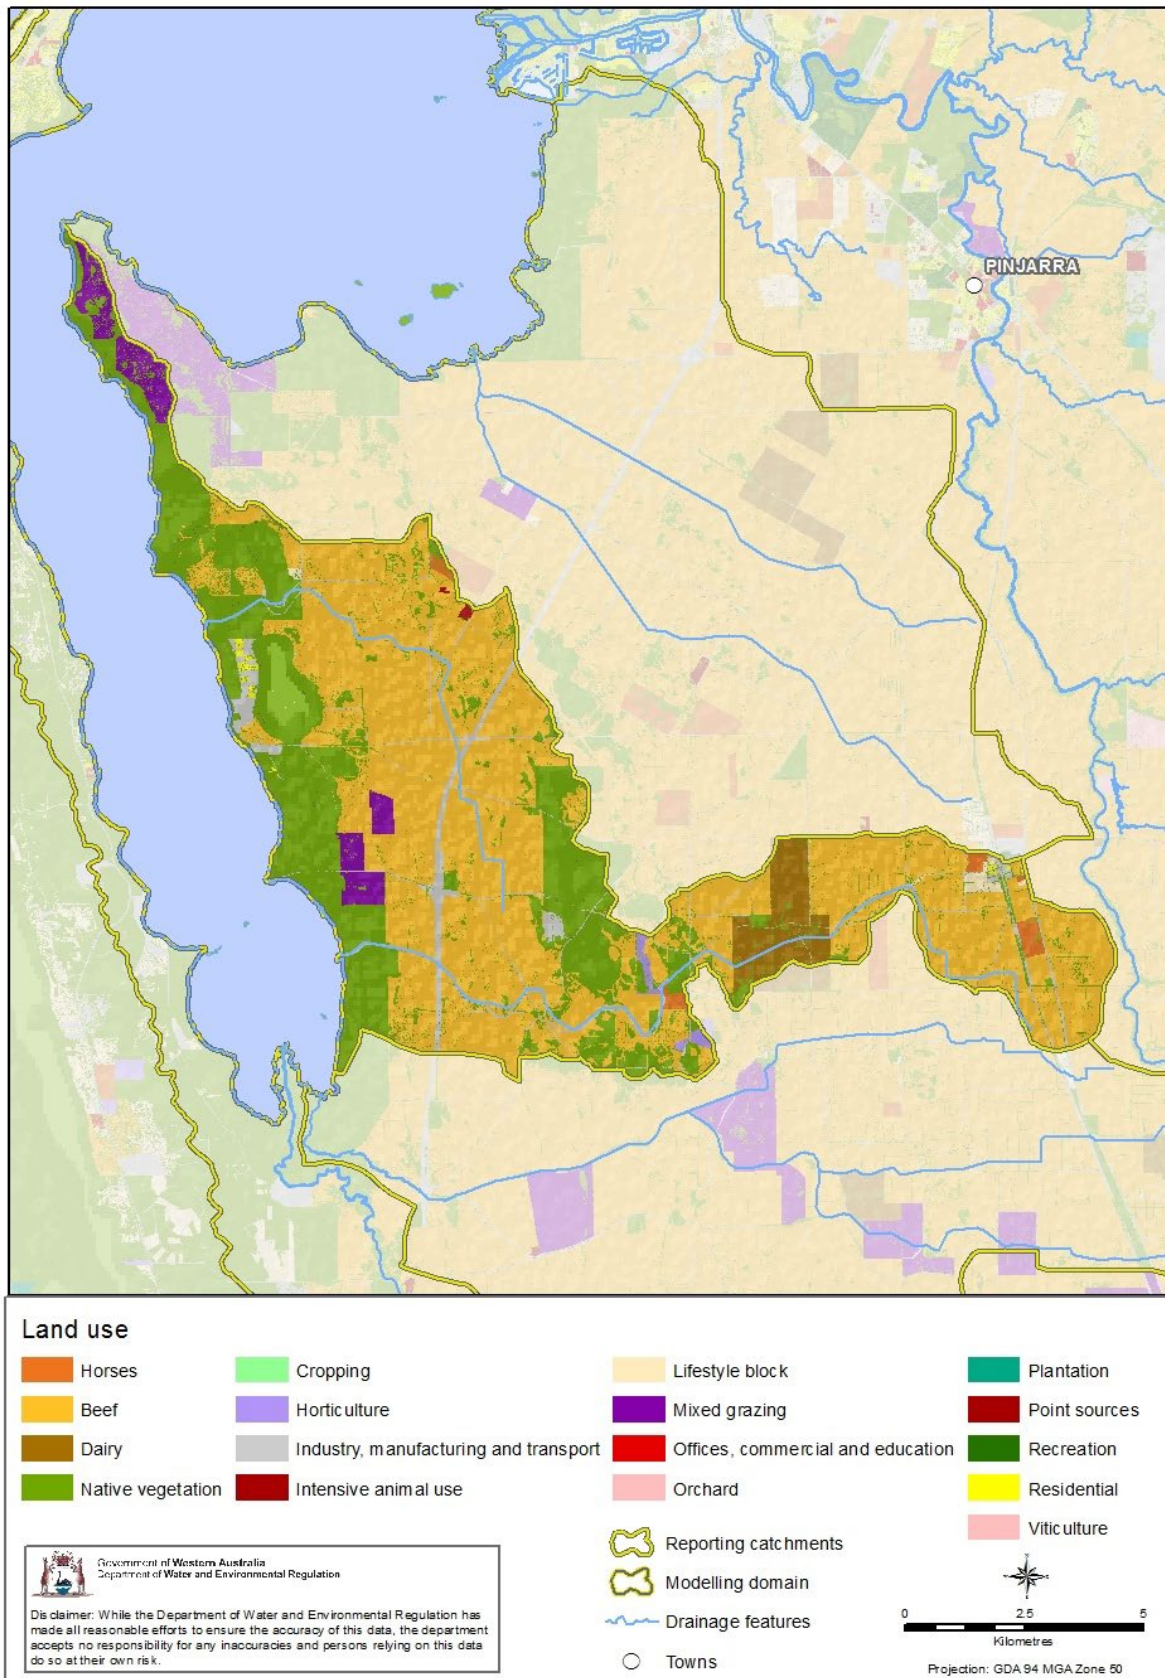 PINJARRA
Land use
Horses
Beef
Dairy
Native vegetation
Cropping
Horticulture
Industry, manufacturing and transport
Intensive animal use
Lifestyle block
Mixed grazing
Offices, commercial and education
Orchard
Plantation
Point sources
Recreation
Residential
Viticulture
Reporting catchments
Modelling domain
Drainage features
Towns
Government of Western Australia
Department of Water and Environmental Regulation
Disclaimer: While the Department of Water and Environmental Regulation has
made all reasonable efforts to ensure the accuracy of this data, the department
accepts no responsibility for any inaccuracies and persons relying on this data
do so at their own risk.
0 2.5 5
Kilometres
Projection: GDA 94 MGA Zone 50